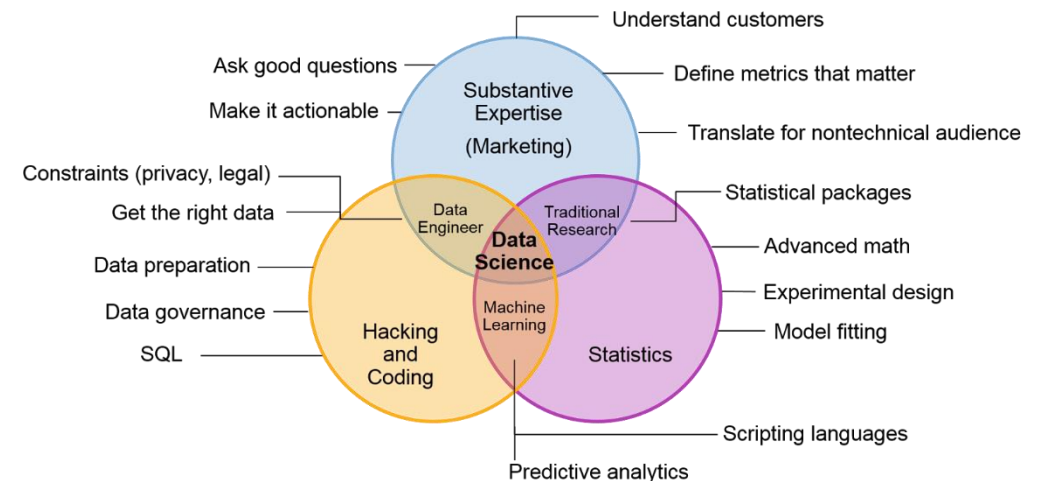 Understand customers
Ask good questions
Define metrics that matter
Substantive
Expertise
(Marketing)
Make it actionable
Translate for nontechnical audience
Constraints (privacy, legal)
Statistical packages
Get the right data
Data
Engineer
Traditional
Research
Data
Science
Advanced math
Data preparation
Experimental design
Data governance
Machine
Learning
Model fitting
SQL
Hacking
and
Coding
Statistics
Scripting languages
Predictive analytics